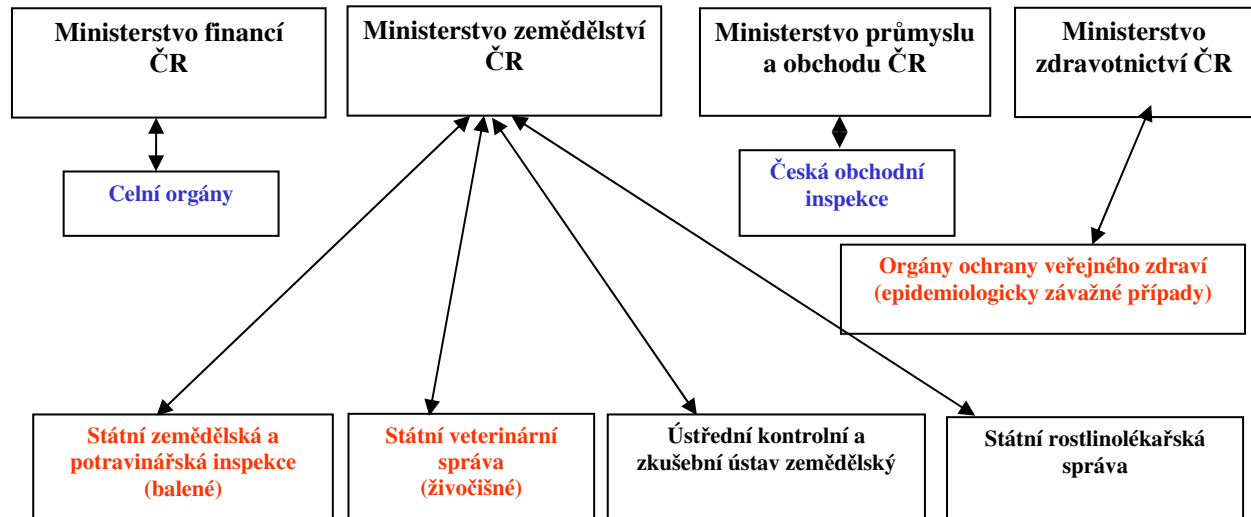 Ministerstvo financí
ČR
Ministerstvo zemědělství
ČR
Ministerstvo průmyslu
a obchodu ČR
Ministerstvo
zdravotnictví ČR
Celní orgány
Česká obchodní
inspekce
Orgány ochrany veřejného zdraví
(epidemiologicky závažné případy)
Státní zemědělská a
potravinářská inspekce
(balené)
Státní veterinární
správa
(živočišné)
Ústřední kontrolní a
zkušební ústav zemědělský
Státní rostlinolékařská
správa